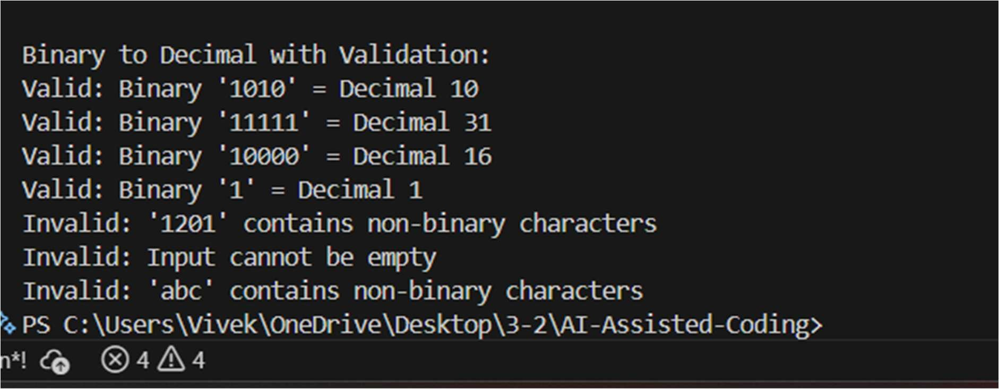 Binary to Decimal with Validation:
Valid: Binary '1010' = Decimal 10
Valid: Binary '11111' = Decimal 31
Valid: Binary '10000' = Decimal 16
Valid: Binary '1' = Decimal 1
Invalid: '1201' contains non-binary characters
Invalid: Input cannot be empty
Invalid: 'abc' contains non-binary characters
PS C:\Users\Vivek\OneDrive\Desktop\3-2\AI-Assisted-Coding>
n*! 4 4